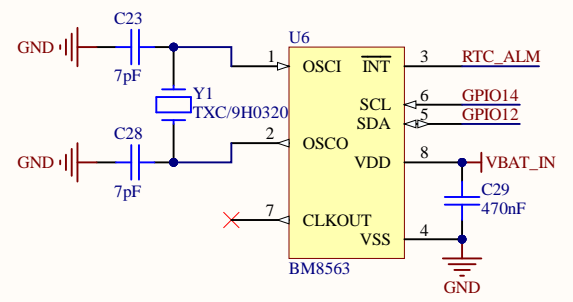 C23
U6
GND
7pF
1
OSCI
INT
3
RTC_ALM
Y1
TXC/9H0320
SCL
6
GPIO14
SDA
5
GPIO12
C28
2
OSCO
GND
7pF
VDD
8
VBAT_IN
C29
470nF
7
CLKOUT
VSS
4
BM8563
GND